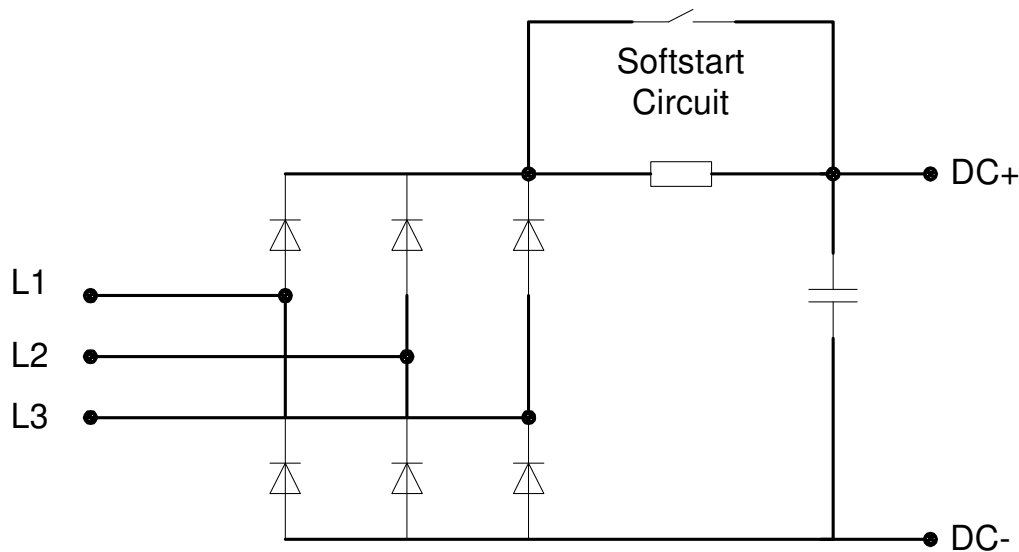 Softstart
Circuit
DC+
L1
L2
L3
DC-